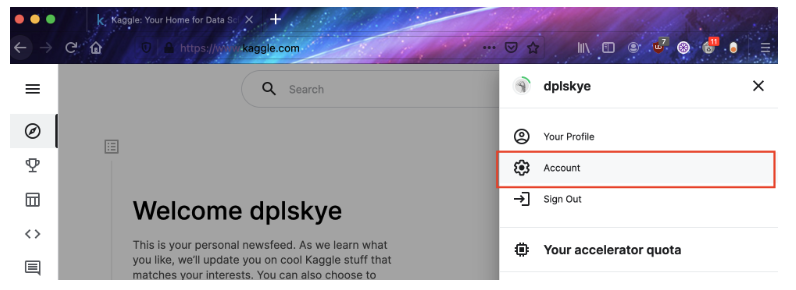 Kaggle: Your Home for Data Sc
https://www.kaggle.com
7
11
Search
dplskye
Your Profile
Account
Sign Out
Your accelerator quota
Welcome dplskye
This is your personal newsfeed. As we learn what
you like, we'll update you on cool Kaggle stuff that
matches your interests. You can also choose to